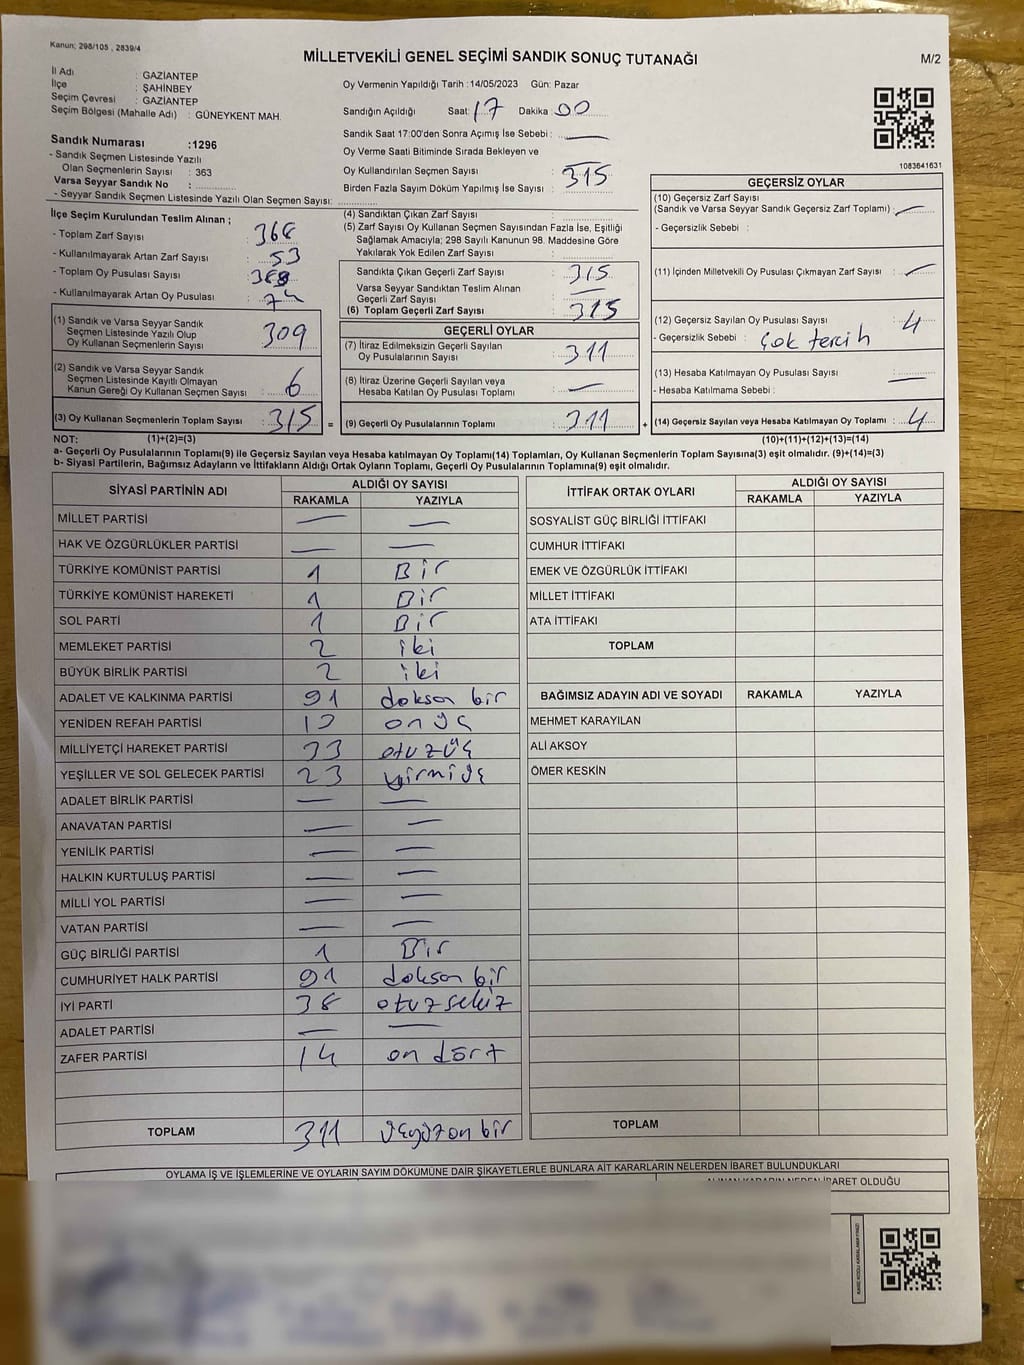 Kanun: 298/105 , 2839/4
MİLLETVEKİLİ GENEL SEÇİMİ SANDIK SONUÇ TUTANAĞI
M/2
İl Adı : GAZİANTEP
İlçe : ŞAHİNBEY
Seçim Çevresi : GAZİANTEP
Seçim Bölgesi (Mahalle Adı) : GÜNEYKENT MAH.
Sandık Numarası :1296
- Sandık Seçmen Listesinde Yazılı
Olan Seçmenlerin Sayısı : 363
Varsa Seyyar Sandık No :
- Seyyar Sandık Seçmen Listesinde Yazılı Olan Seçmen Sayısı:
Oy Vermenin Yapıldığı Tarih :14/05/2023 Gün: Pazar
Sandığın Açıldığı Saat: 17 Dakika : 00
Sandık Saat 17:00'den Sonra Açımış İse Sebebi : —
Oy Verme Saati Bitiminde Sırada Bekleyen ve
Oy Kullandırılan Seçmen Sayısı : 315
Birden Fazla Sayım Döküm Yapılmış İse Sayısı :
1083641631
İlçe Seçim Kurulundan Teslim Alınan ;
- Toplam Zarf Sayısı : 368
- Kullanılmayarak Artan Zarf Sayısı : 53
- Toplam Oy Pusulası Sayısı :
- Kullanılmayarak Artan Oy Pusulası :
(1) Sandık ve Varsa Seyyar Sandık
Seçmen Listesinde Yazılı Olup
Oy Kullanan Seçmenlerin Sayısı : 309
(2) Sandık ve Varsa Seyyar Sandık
Seçmen Listesinde Kayıtlı Olmayan
Kanun Gereği Oy Kullanan Seçmen Sayısı : 6
(3) Oy Kullanan Seçmenlerin Toplam Sayısı : 315 =
(4) Sandıktan Çıkan Zarf Sayısı :
(5) Zarf Sayısı Oy Kullanan Seçmen Sayısından Fazla İse, Eşitliği
Sağlamak Amacıyla; 298 Sayılı Kanunun 98. Maddesine Göre
Yakılarak Yok Edilen Zarf Sayısı :
Sandıkta Çıkan Geçerli Zarf Sayısı : 315
Varsa Seyyar Sandıktan Teslim Alınan
Geçerli Zarf Sayısı : —
(6) Toplam Geçerli Zarf Sayısı : 315
GEÇERLİ OYLAR
(7) İtiraz Edilmeksizin Geçerli Sayılan
Oy Pusulalarının Sayısı : 311
(8) İtiraz Üzerine Geçerli Sayılan veya
Hesaba Katılan Oy Pusulası Toplamı : —
(9) Geçerli Oy Pusulalarının Toplamı : 311 +
GEÇERSİZ OYLAR
(10) Geçersiz Zarf Sayısı
(Sandık ve Varsa Seyyar Sandık Geçersiz Zarf Toplamı) : —
- Geçersizlik Sebebi :
(11) İçinden Milletvekili Oy Pusulası Çıkmayan Zarf Sayısı : —
(12) Geçersiz Sayılan Oy Pusulası Sayısı : 4
- Geçersizlik Sebebi : çok tercih
(13) Hesaba Katılmayan Oy Pusulası Sayısı : —
- Hesaba Katılmama Sebebi :
(14) Geçersiz Sayılan veya Hesaba Katılmayan Oy Toplamı : 4
NOT: (1)+(2)=(3) (10)+(11)+(12)+(13)=(14)
a- Geçerli Oy Pusulalarının Toplamı(9) ile Geçersiz Sayılan veya Hesaba katılmayan Oy Toplamı(14) Toplamları, Oy Kullanan Seçmenlerin Toplam Sayısına(3) eşit olmalıdır. (9)+(14)=(3)
b- Siyasi Partilerin, Bağımsız Adayların ve İttifakların Aldığı Ortak Oyların Toplamı, Geçerli Oy Pusulalarının Toplamına(9) eşit olmalıdır.
SİYASİ PARTİNİN ADI ALDIĞI OY SAYISI
RAKAMLA YAZIYLA
MİLLET PARTİSİ — —
HAK VE ÖZGÜRLÜKLER PARTİSİ — —
TÜRKİYE KOMÜNİST PARTİSİ 1 Bir
TÜRKİYE KOMÜNİST HAREKETİ 1 Bir
SOL PARTİ 1 Bir
MEMLEKET PARTİSİ 2 iki
BÜYÜK BİRLİK PARTİSİ 2 iki
ADALET VE KALKINMA PARTİSİ 91 doksan bir
YENİDEN REFAH PARTİSİ 13 onüç
MİLLİYETÇİ HAREKET PARTİSİ 33 otuzüç
YEŞİLLER VE SOL GELECEK PARTİSİ 23 yirmiüç
ADALET BİRLİK PARTİSİ — —
ANAVATAN PARTİSİ — —
YENİLİK PARTİSİ — —
HALKIN KURTULUŞ PARTİSİ — —
MİLLİ YOL PARTİSİ — —
VATAN PARTİSİ — —
GÜÇ BİRLİĞİ PARTİSİ 1 Bir
CUMHURİYET HALK PARTİSİ 91 doksan bir
İYİ PARTİ 38 otuzsekiz
ADALET PARTİSİ — —
ZAFER PARTİSİ 14 on dört
TOPLAM 311 üçyüzon bir
İTTİFAK ORTAK OYLARI ALDIĞI OY SAYISI
RAKAMLA YAZIYLA
SOSYALİST GÜÇ BİRLİĞİ İTTİFAKI
CUMHUR İTTİFAKI
EMEK VE ÖZGÜRLÜK İTTİFAKI
MİLLET İTTİFAKI
ATA İTTİFAKI
TOPLAM
BAĞIMSIZ ADAYIN ADI VE SOYADI RAKAMLA YAZIYLA
MEHMET KARAYILAN
ALİ AKSOY
ÖMER KESKİN
TOPLAM
OYLAMA İŞ VE İŞLEMLERİNE VE OYLARIN SAYIM DÖKÜMÜNE DAİR ŞİKAYETLERLE BUNLARA AİT KARARLARIN NELERDEN İBARET BULUNDUKLARI
ALINAN KARARIN NEDEN İBARET OLDUĞU